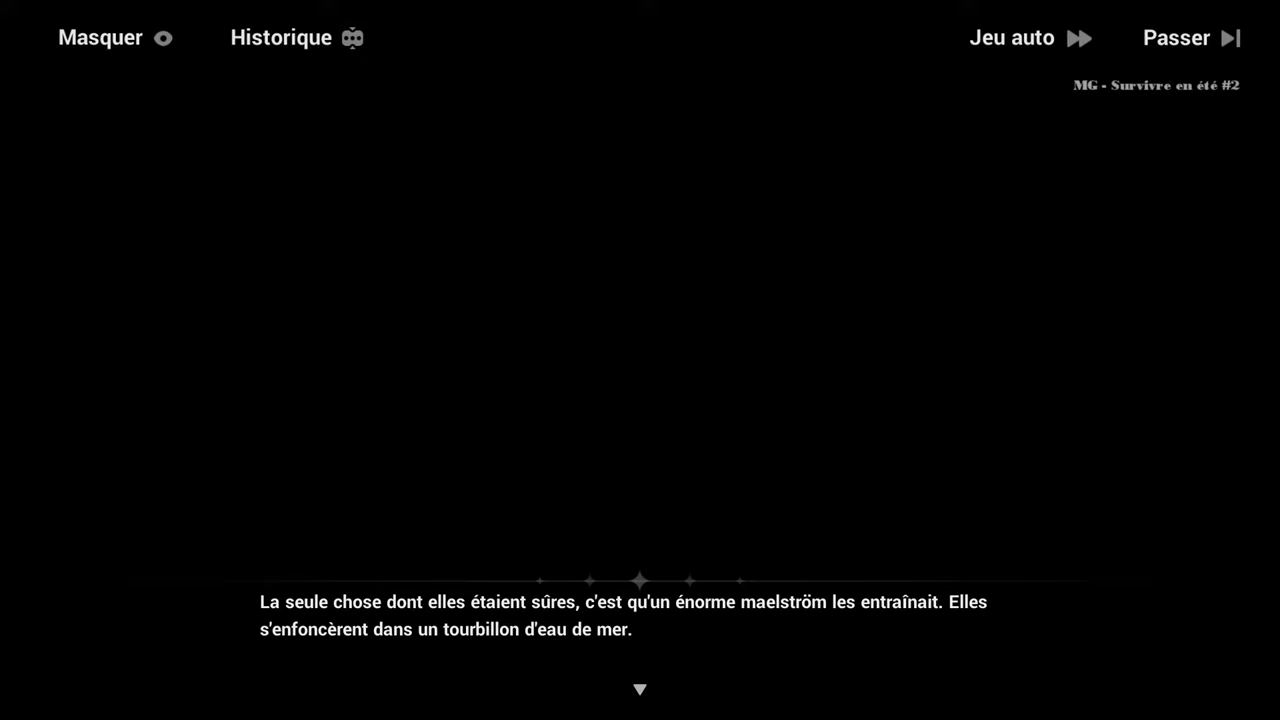 Masquer
Historique
Jeu auto
Passer
MG - Survivre en été #2
La seule chose dont elles étaient sûres, c'est qu'un énorme maelström les entraînait. Elles
s'enfoncèrent dans un tourbillon d'eau de mer.